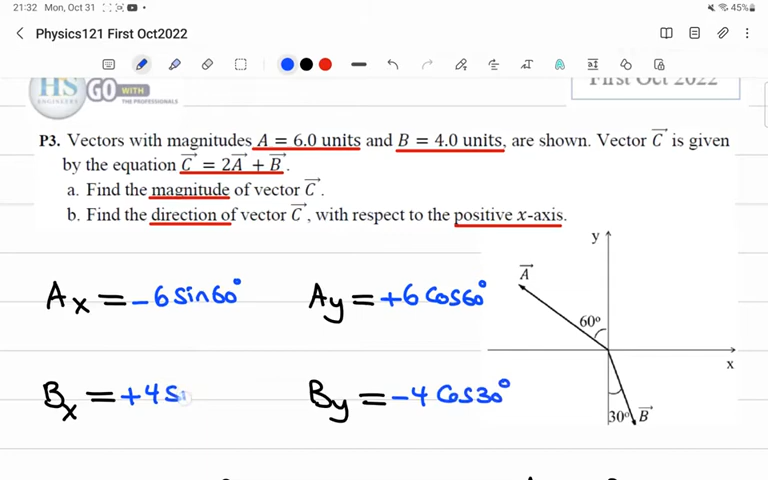 21:32 Mon, Oct 31
45%
Physics121 First Oct2022
HS
ENGINEERS
GO WITH
THE PROFESSIONALS
First Oct 2022
P3. Vectors with magnitudes A = 6.0 units and B = 4.0 units, are shown. Vector C⃗ is given
by the equation C⃗ = 2A⃗ + B⃗.
a. Find the magnitude of vector C⃗.
b. Find the direction of vector C⃗, with respect to the positive x-axis.
y
A⃗
Ax = -6 sin60° Ay = +6 cos60°
60°
x
Bx = +4 s By = -4 cos30°
30° B⃗